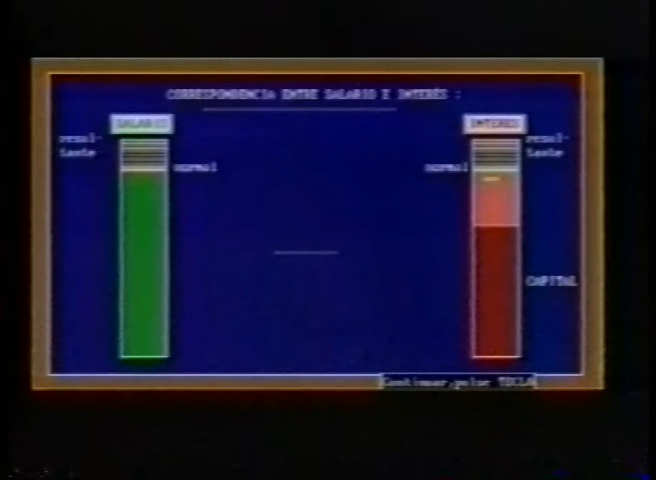 CORRESPONDENCIA ENTRE SALARIO E INTERÉS :
SALARIO
INTERÉS
resul-
tante
normal
normal
resul-
tante
CAPITAL
Continuar, pulse TECLA